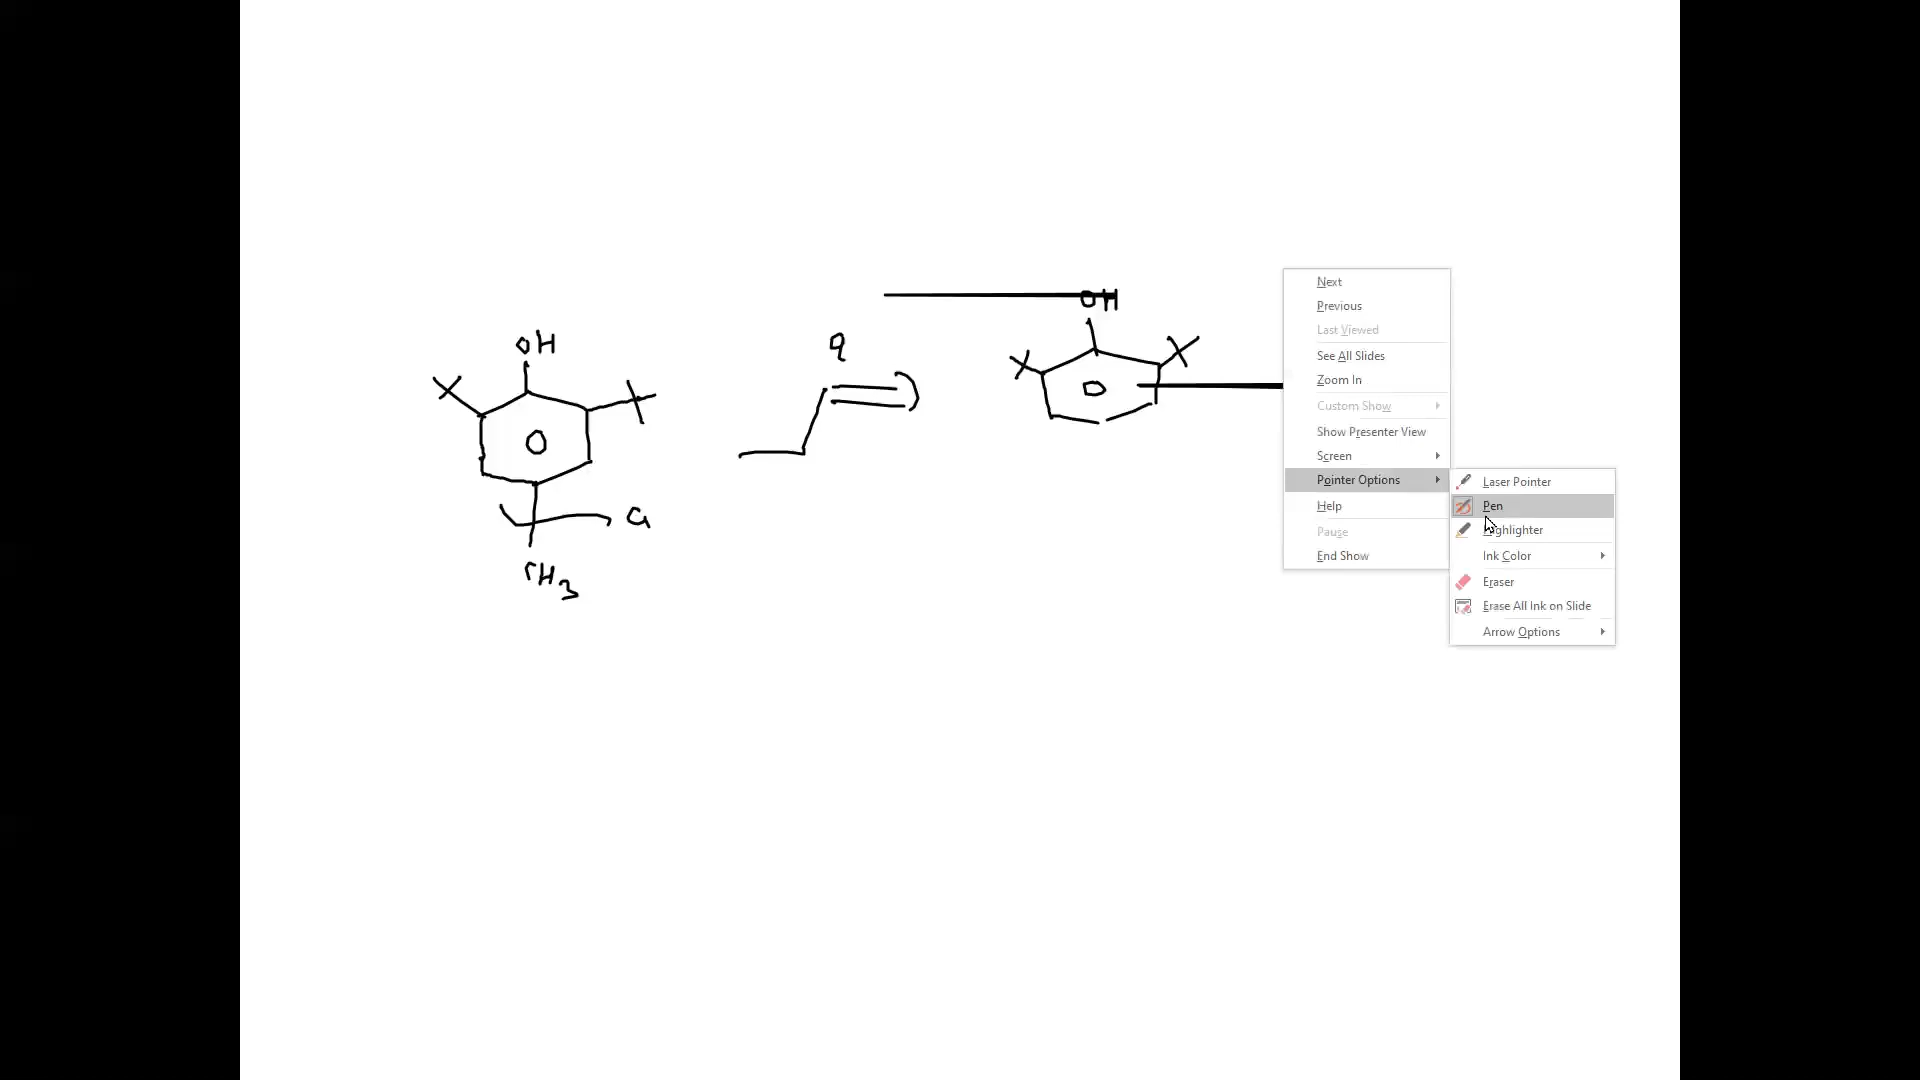 OH
CH3
OH
Next
Previous
Last Viewed
See All Slides
Zoom In
Custom Show
Show Presenter View
Screen
Pointer Options
Help
Pause
End Show
Laser Pointer
Pen
Highlighter
Ink Color
Eraser
Erase All Ink on Slide
Arrow Options